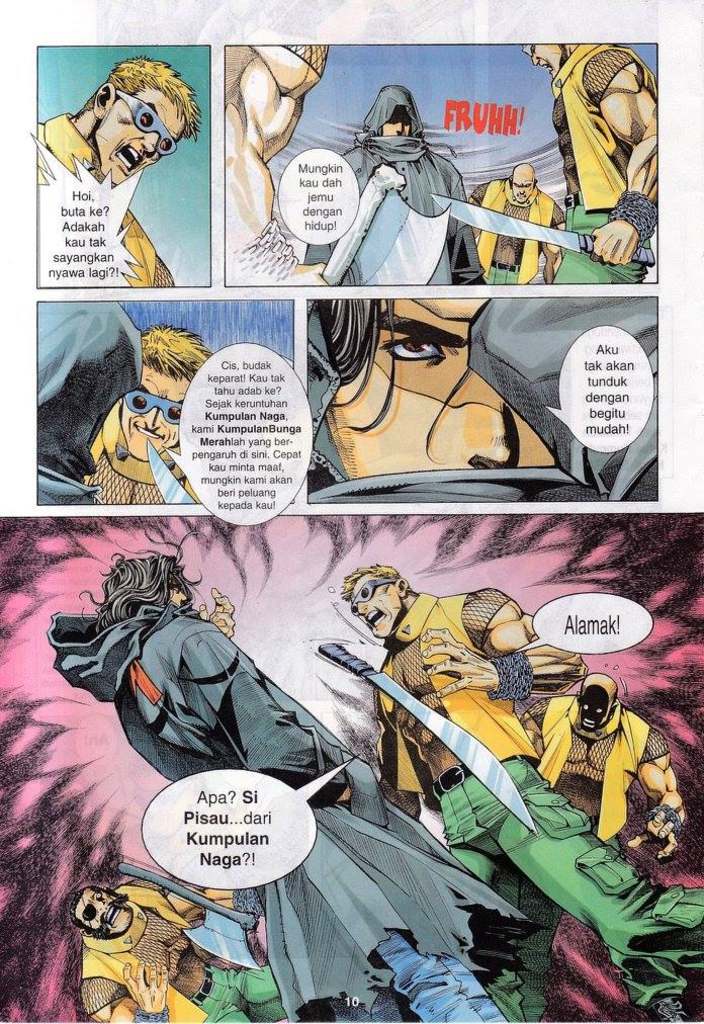 Hoi,
buta ke?
Adakah
kau tak
sayangkan
nyawa lagi?!
FRUHH!
Mungkin
kau dah
jemu
dengan
hidup!
Cis, budak
keparat! Kau tak
tahu adab ke?
Sejak keruntuhan
Kumpulan Naga,
kami KumpulanBunga
Merahlah yang ber-
pengaruh di sini. Cepat
kau minta maaf,
mungkin kami akan
beri peluang
kepada kau!
Aku
tak akan
tunduk
dengan
begitu
mudah!
Alamak!
Apa? Si
Pisau...dari
Kumpulan
Naga?!
10